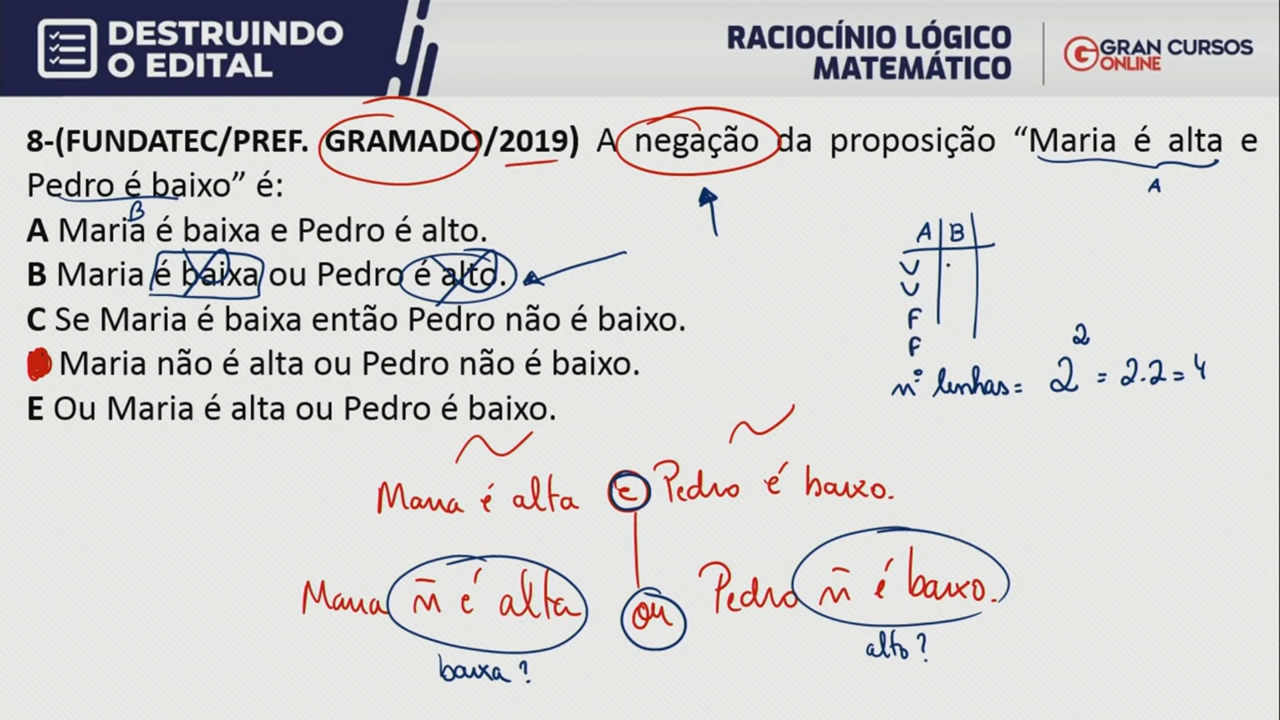 DESTRUINDO
O EDITAL
RACIOCÍNIO LÓGICO
MATEMÁTICO
GRAN CURSOS
ONLINE
8-(FUNDATEC/PREF. GRAMADO/2019) A negação da proposição “Maria é alta e
A
Pedro é baixo” é:
B
A Maria é baixa e Pedro é alto.
B Maria é baixa ou Pedro é alto.
C Se Maria é baixa então Pedro não é baixo.
Maria não é alta ou Pedro não é baixo.
E Ou Maria é alta ou Pedro é baixo.
A B
V
V
F
F
nº linhas = 2² = 2.2 = 4
~ ~
Maria é alta e Pedro é baixo.
Maria ñ é alta ou Pedro ñ é baixo.
baixa? alto?